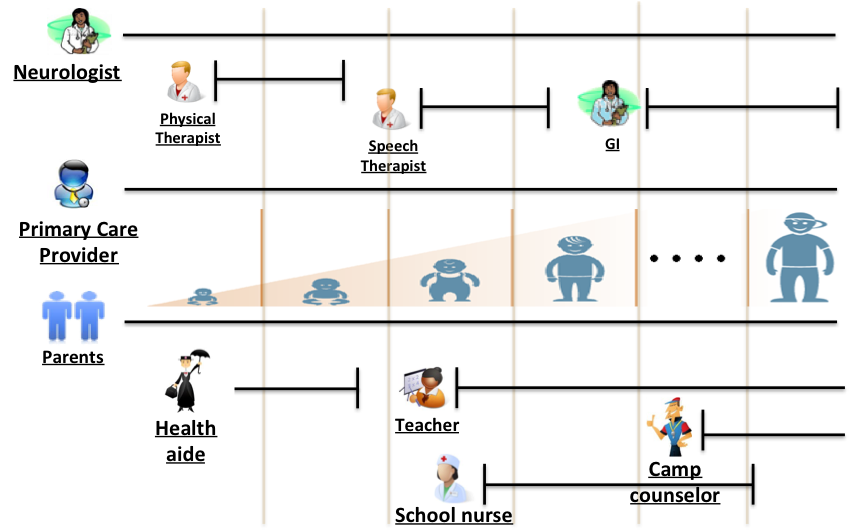 Neurologist
Physical
Therapist
Speech
Therapist
GI
Primary Care
Provider
Parents
Health
aide
Teacher
Camp
counselor
School nurse